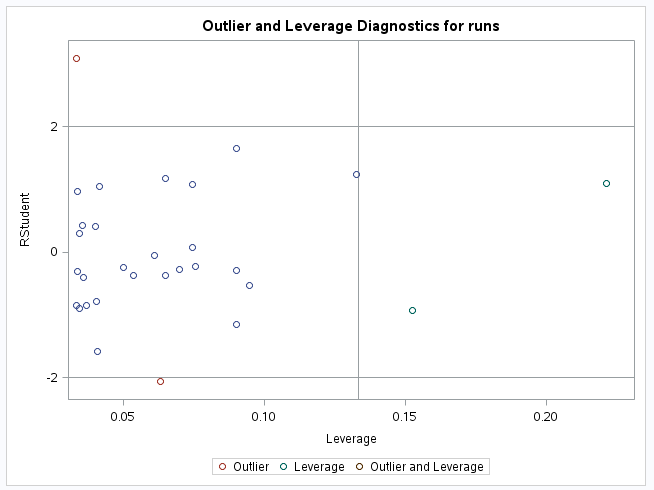 Outlier and Leverage Diagnostics for runs
RStudent
2
0
-2
0.05 0.10 0.15 0.20
Leverage
Outlier Leverage Outlier and Leverage